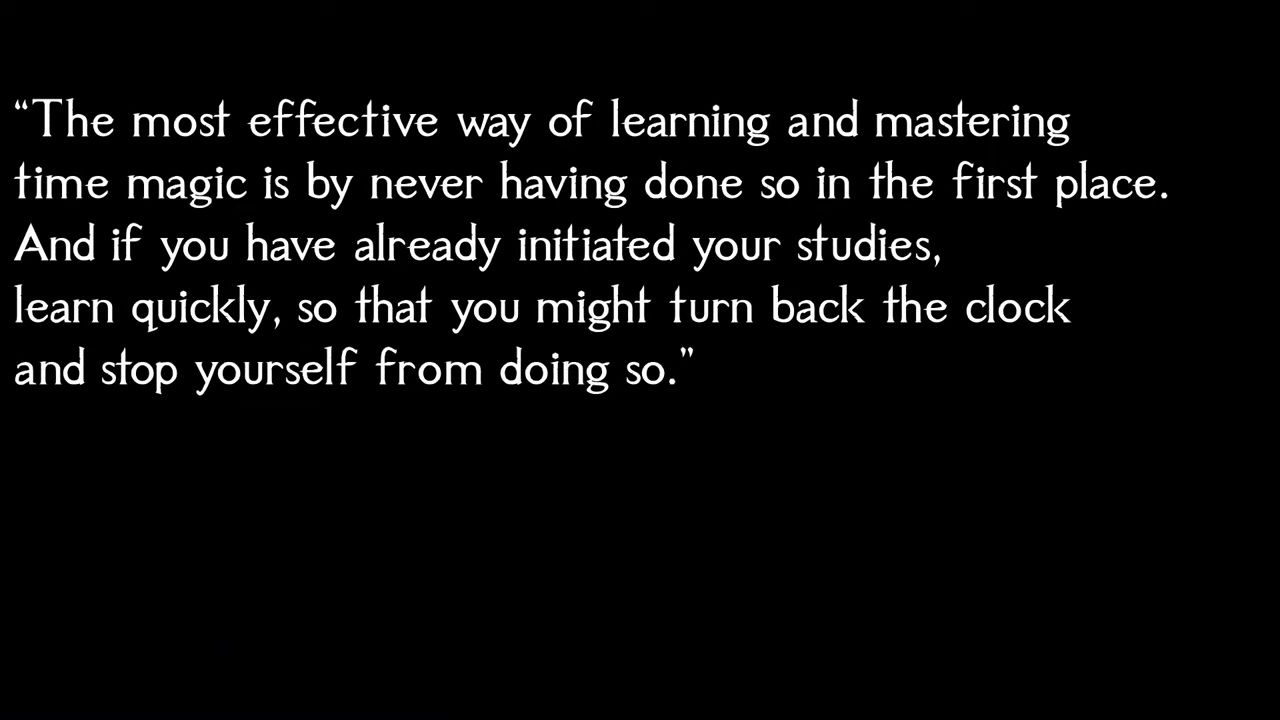 “The most effective way of learning and mastering
time magic is by never having done so in the first place.
And if you have already initiated your studies,
learn quickly, so that you might turn back the clock
and stop yourself from doing so.”